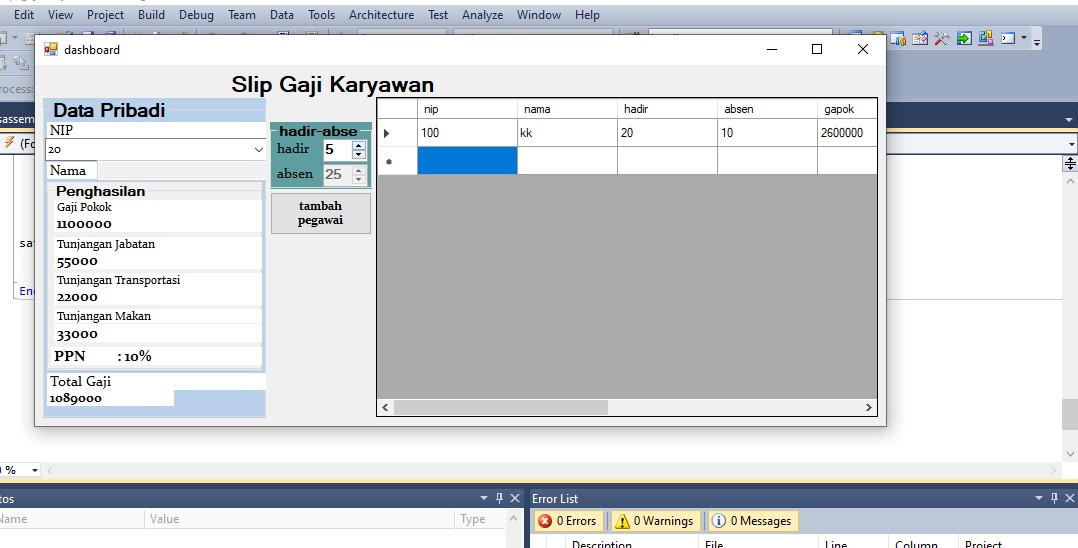 Edit View Project Build Debug Team Data Tools Architecture Test Analyze Window Help
dashboard
Slip Gaji Karyawan
Data Pribadi
NIP
20
Nama
Penghasilan
Gaji Pokok
1100000
Tunjangan Jabatan
55000
Tunjangan Transportasi
22000
Tunjangan Makan
33000
PPN : 10%
Total Gaji
1089000
hadir-abse
hadir 5
absen 25
tambah
pegawai
nip nama hadir absen gapok
100 kk 20 10 2600000
Error List
0 Errors 0 Warnings 1 0 Messages
Value Type
Description File Line Column Project